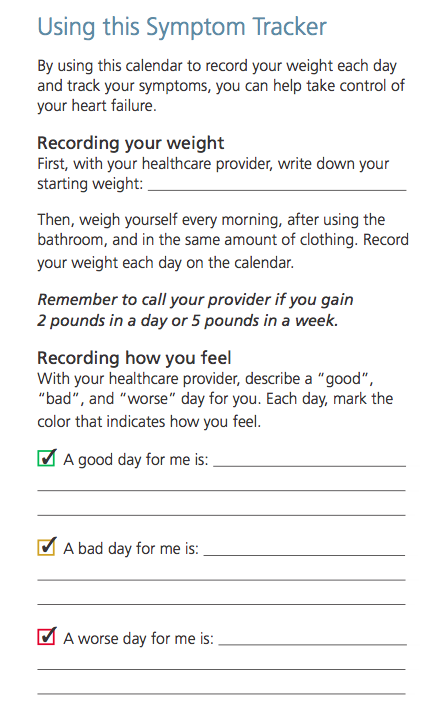 Using this Symptom Tracker
By using this calendar to record your weight each day
and track your symptoms, you can help take control of
your heart failure.
Recording your weight
First, with your healthcare provider, write down your
starting weight:
Then, weigh yourself every morning, after using the
bathroom, and in the same amount of clothing. Record
your weight each day on the calendar.
Remember to call your provider if you gain
2 pounds in a day or 5 pounds in a week.
Recording how you feel
With your healthcare provider, describe a “good”,
“bad”, and “worse” day for you. Each day, mark the
color that indicates how you feel.
A good day for me is:
A bad day for me is:
A worse day for me is: